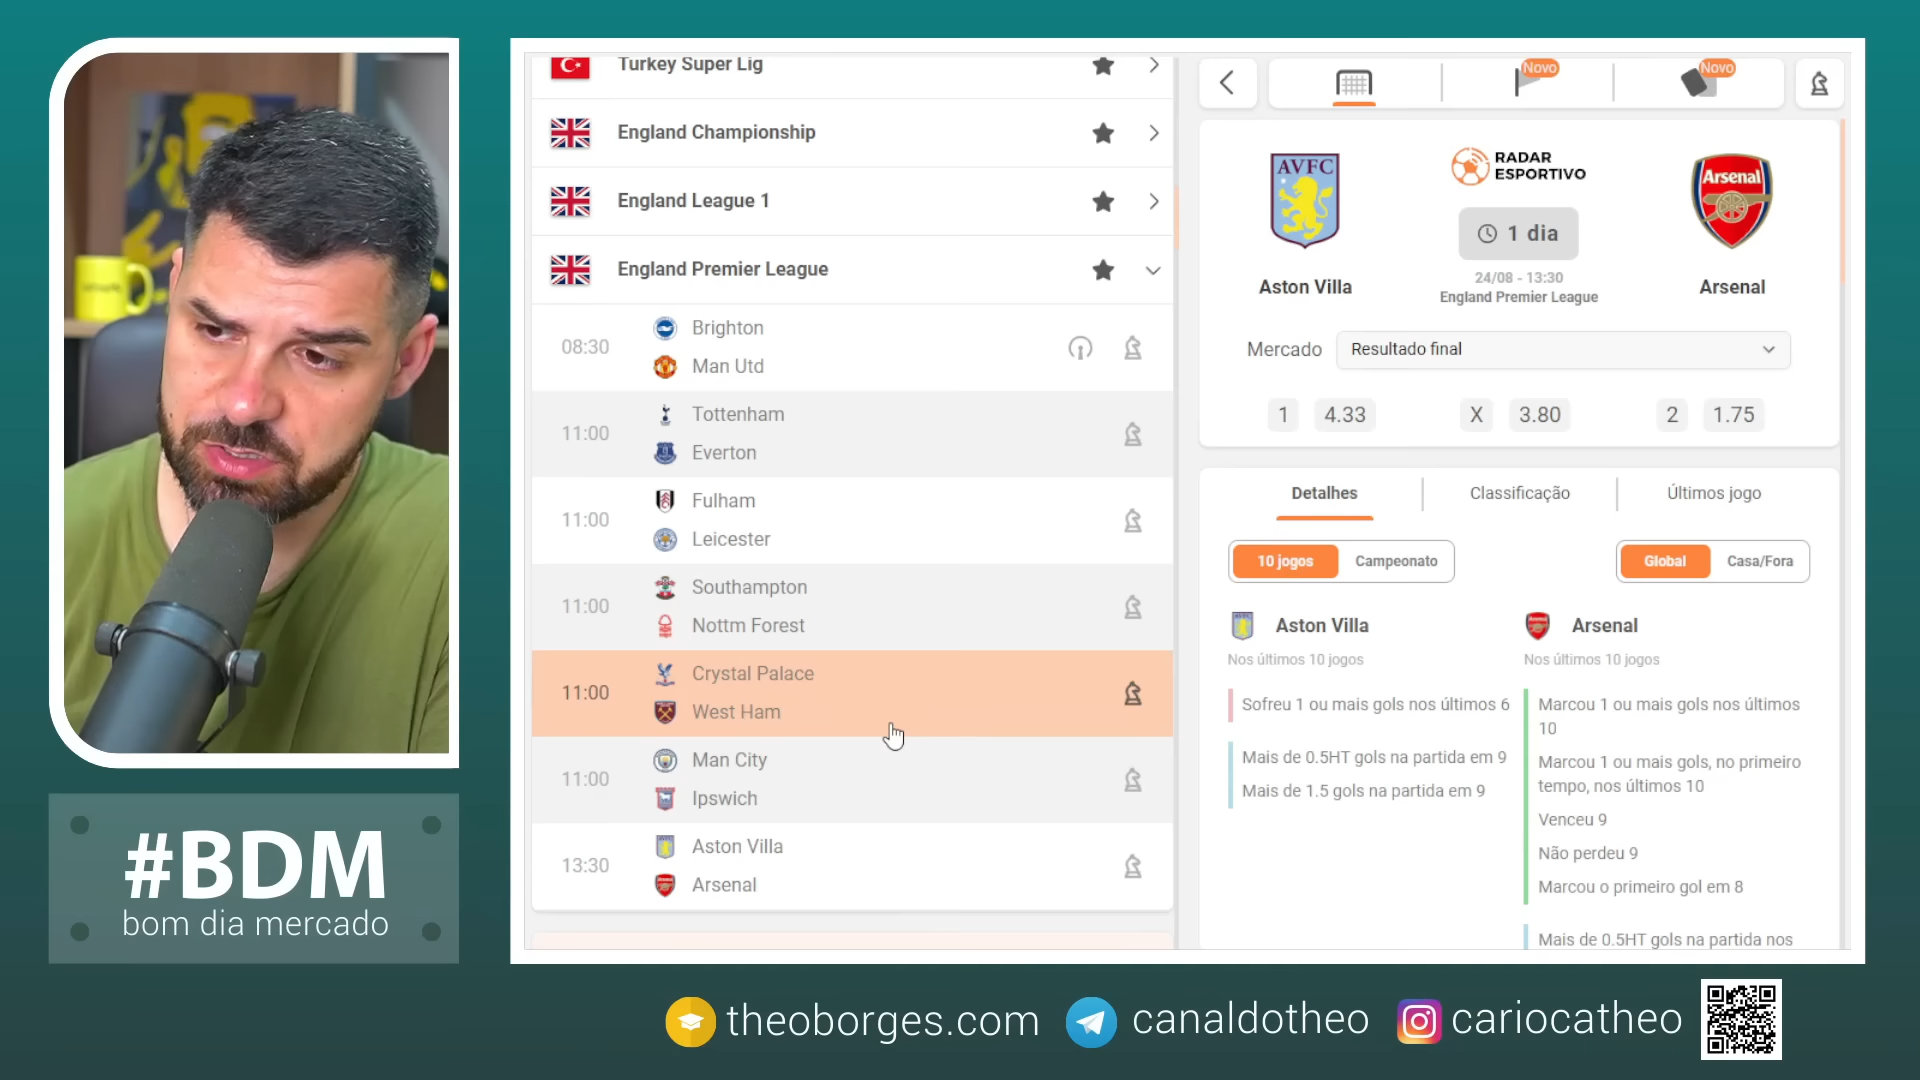 Turkey Super Lig
England Championship
England League 1
England Premier League
08:30
Brighton
Man Utd
11:00
Tottenham
Everton
11:00
Fulham
Leicester
11:00
Southampton
Nottm Forest
11:00
Crystal Palace
West Ham
11:00
Man City
Ipswich
13:30
Aston Villa
Arsenal
Novo
Novo
AVFC
RADAR
ESPORTIVO
Arsenal
1 dia
24/08 - 13:30
England Premier League
Aston Villa
Arsenal
Mercado
Resultado final
1 4.33 X 3.80 2 1.75
Detalhes
Classificação
Últimos jogo
10 jogos
Campeonato
Global
Casa/Fora
Aston Villa
Nos últimos 10 jogos
Sofreu 1 ou mais gols nos últimos 6
Mais de 0.5HT gols na partida em 9
Mais de 1.5 gols na partida em 9
Arsenal
Nos últimos 10 jogos
Marcou 1 ou mais gols nos últimos
10
Marcou 1 ou mais gols, no primeiro
tempo, nos últimos 10
Venceu 9
Não perdeu 9
Marcou o primeiro gol em 8
Mais de 0.5HT gols na partida nos
#BDM
bom dia mercado
theoborges.com
canaldotheo
cariocatheo